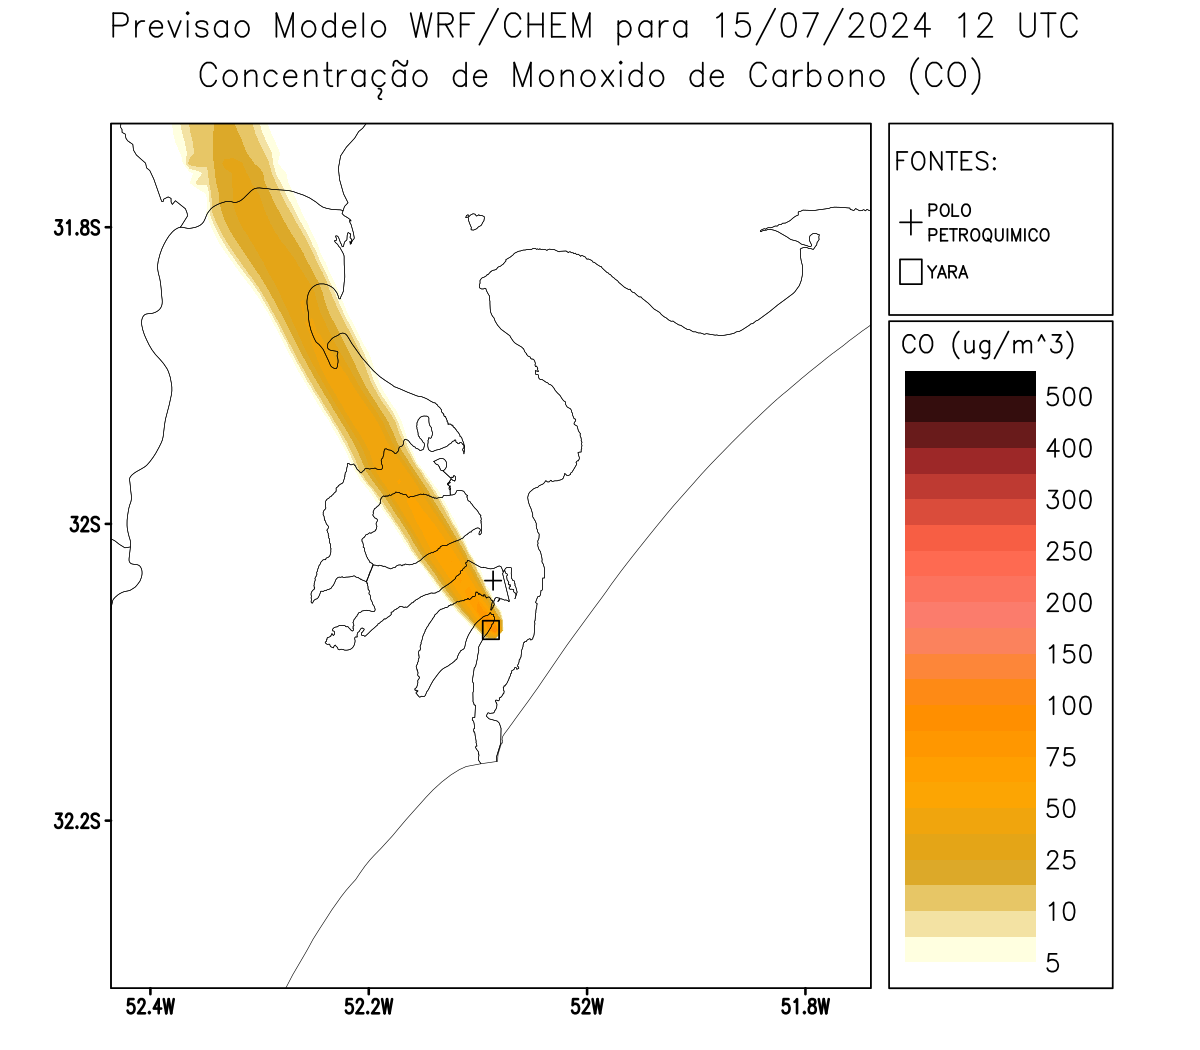 Previsao Modelo WRF/CHEM para 15/07/2024 12 UTC
Concentração de Monoxido de Carbono (CO)
FONTES:
POLO
PETROQUIMICO
YARA
CO (ug/m^3)
500
400
300
250
200
150
100
75
50
25
10
5
31.8S
32S
32.2S
52.4W
52.2W
52W
51.8W